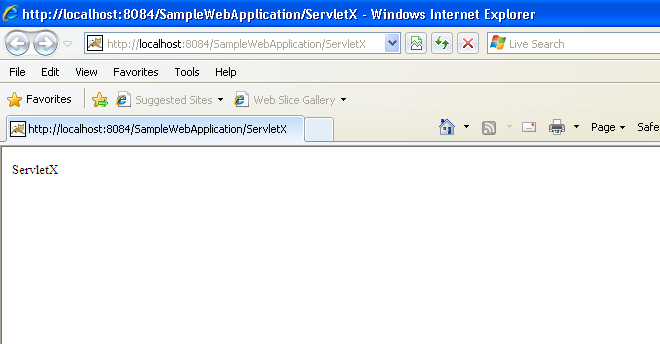 http://localhost:8084/SampleWebApplication/ServletX - Windows Internet Explorer
http://localhost:8084/SampleWebApplication/ServletX Live Search
File Edit View Favorites Tools Help
Favorites Suggested Sites Web Slice Gallery
http://localhost:8084/SampleWebApplication/ServletX Page Safe
ServletX